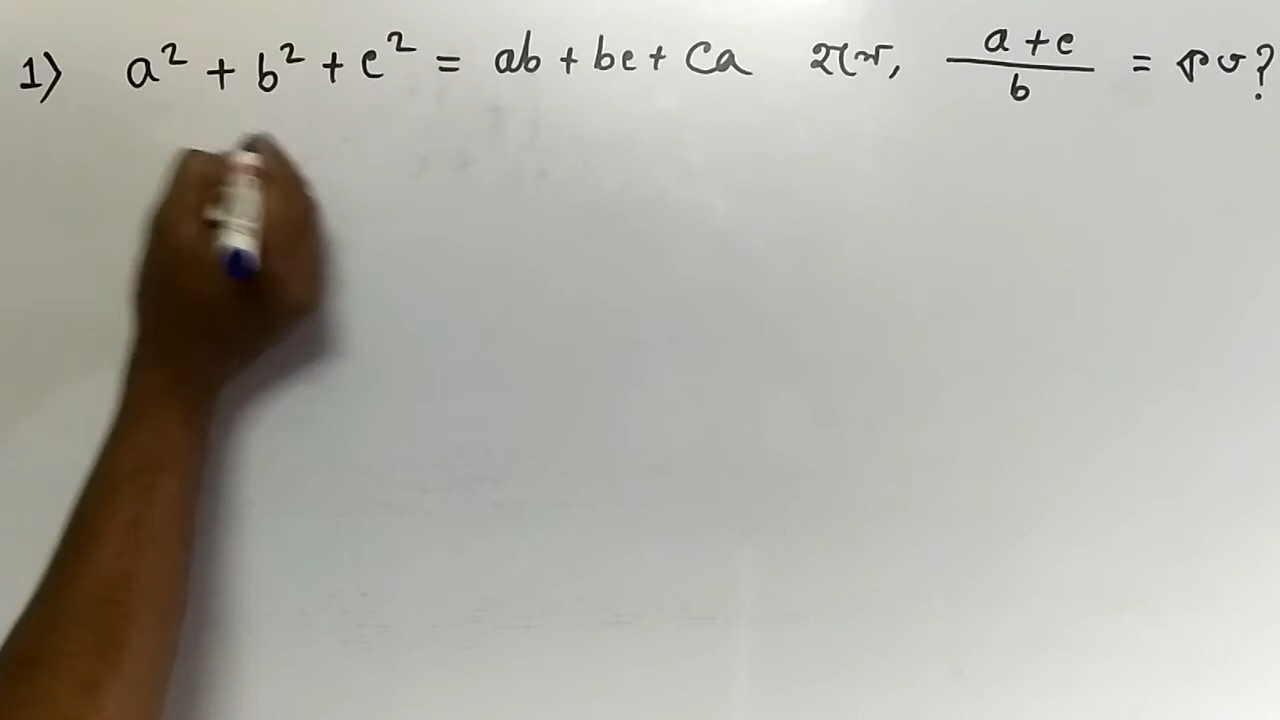 1) a² + b² + c² = ab + bc + ca হলে, (a + c)/b = কত?